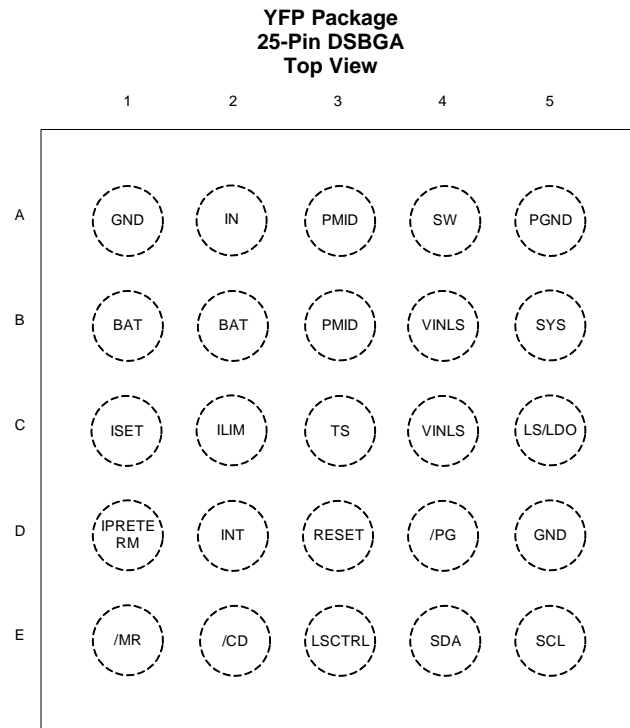 YFP Package
25-Pin DSBGA
Top View
1 2 3 4 5
A GND IN PMID SW PGND
B BAT BAT PMID VINLS SYS
C ISET ILIM TS VINLS LS/LDO
D IPRETE
RM INT RESET /PG GND
E /MR /CD LSCTRL SDA SCL